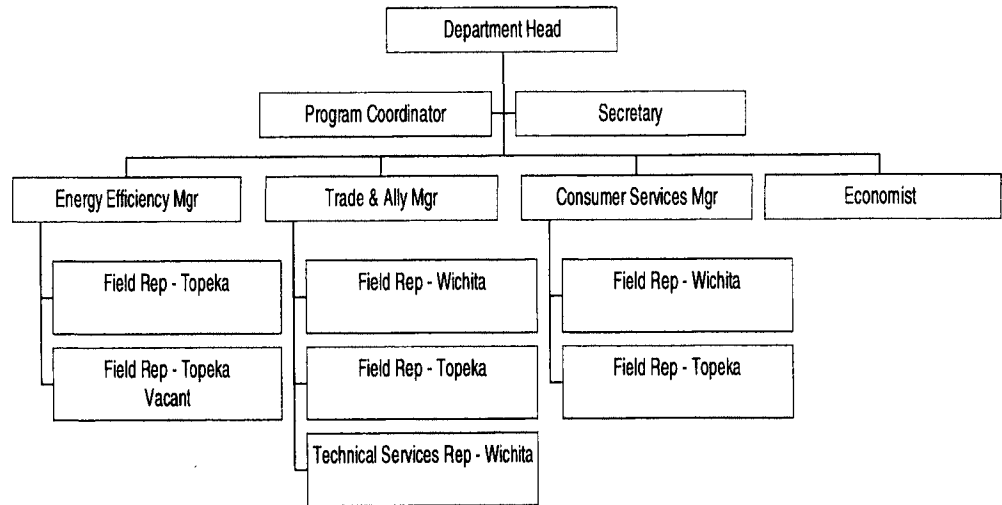 Department Head
Program Coordinator
Secretary
Energy Efficiency Mgr
Trade & Ally Mgr
Consumer Services Mgr
Economist
Field Rep - Topeka
Field Rep - Wichita
Field Rep - Wichita
Field Rep - Topeka
Vacant
Field Rep - Topeka
Field Rep - Topeka
Technical Services Rep - Wichita